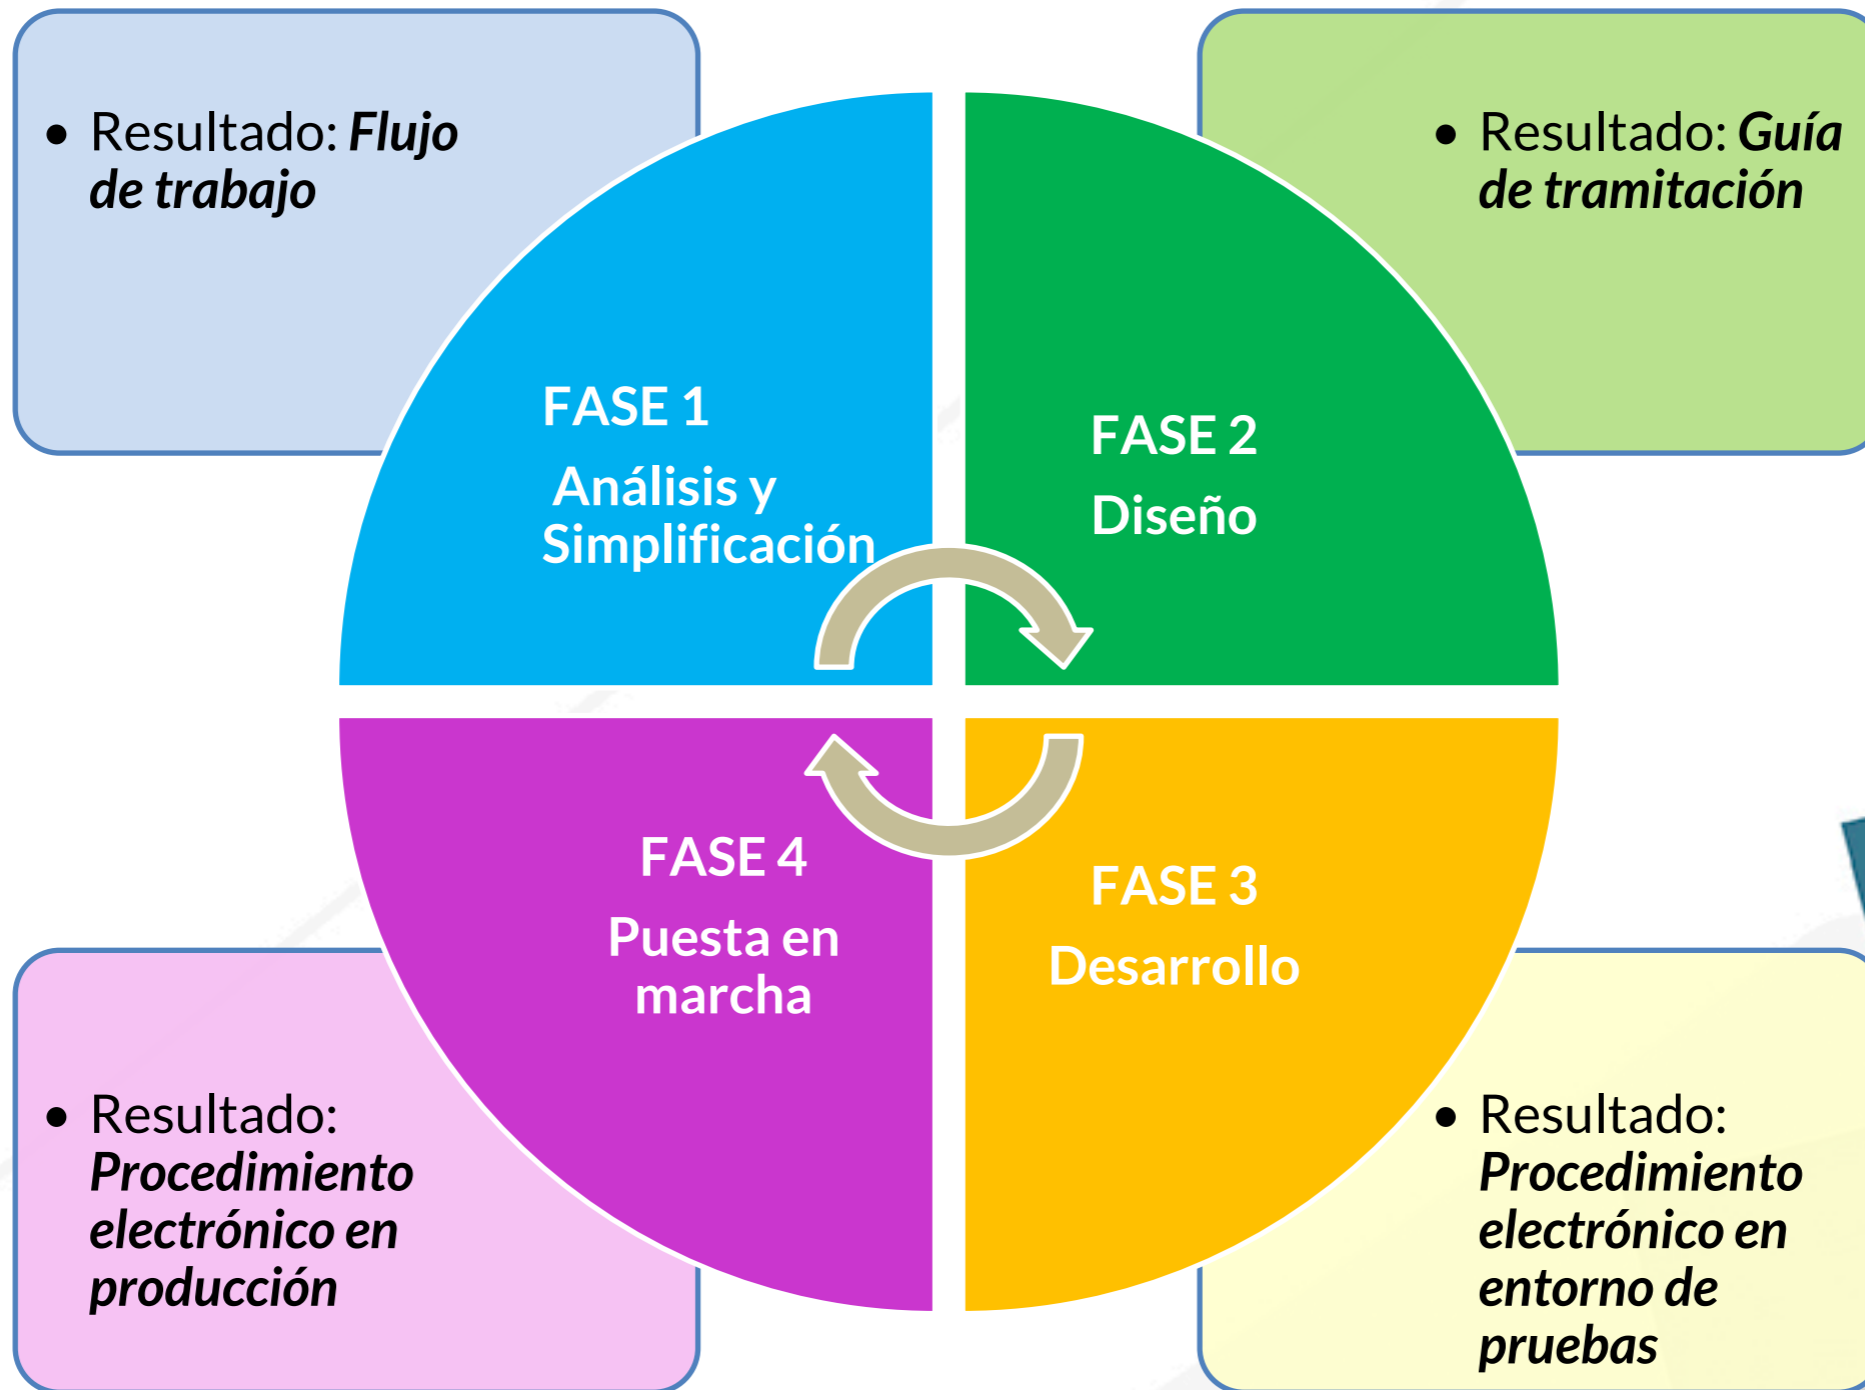 • Resultado: Flujo
de trabajo
• Resultado: Guía
de tramitación
FASE 1
Análisis y
Simplificación
FASE 2
Diseño
FASE 4
Puesta en
marcha
FASE 3
Desarrollo
• Resultado:
Procedimiento
electrónico en
producción
• Resultado:
Procedimiento
electrónico en
entorno de
pruebas